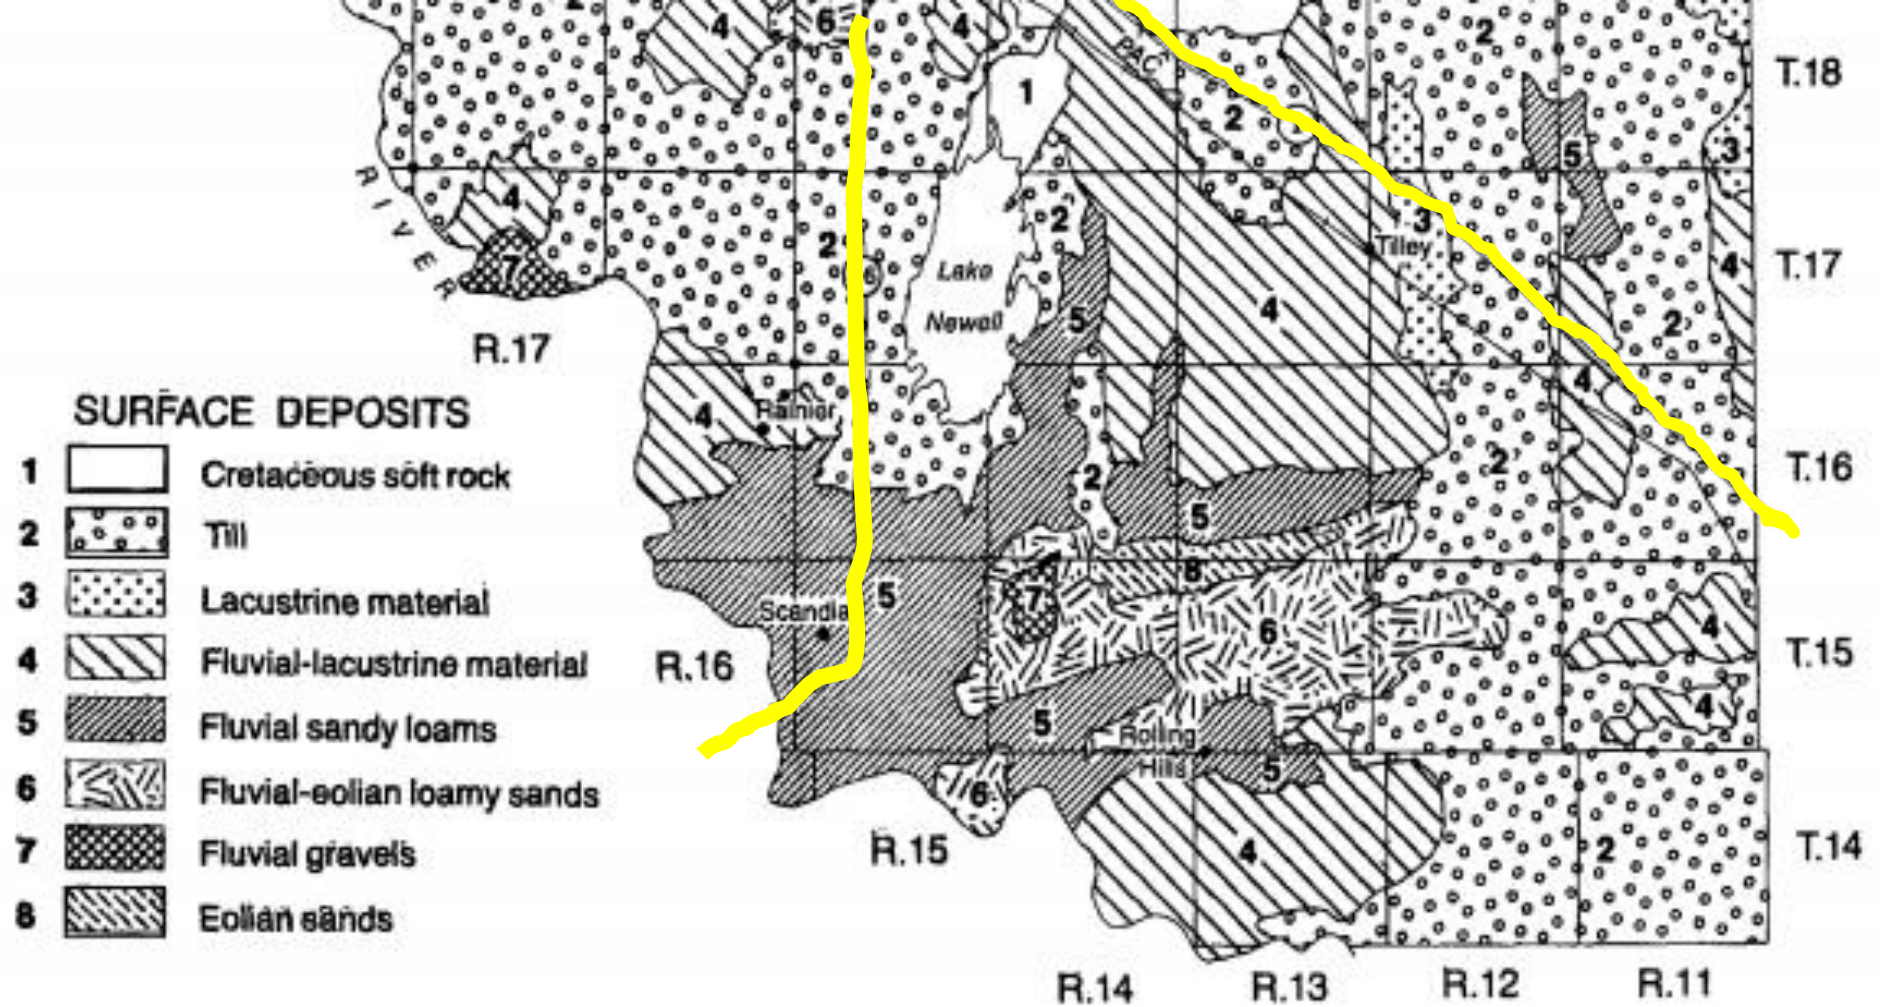 2
4
6
4
2
PAC
T.18
1
2
5
3
RIVER
4
2
2
3
Tilley
7
6
Lake
Newell
5
4
2
4
T.17
R.17
4
Rainier
4
SURFACE DEPOSITS
1 Cretaceous soft rock
2 Till
3 Lacustrine material
4 Fluvial-lacustrine material
5 Fluvial sandy loams
6 Fluvial-eolian loamy sands
7 Fluvial gravels
8 Eolian sands
2
5
2
T.16
8
7
Scandia
5
6
4
R.16
T.15
5
Rolling
Hills
5
4
6
R.15
4
2
T.14
R.14
R.13
R.12
R.11